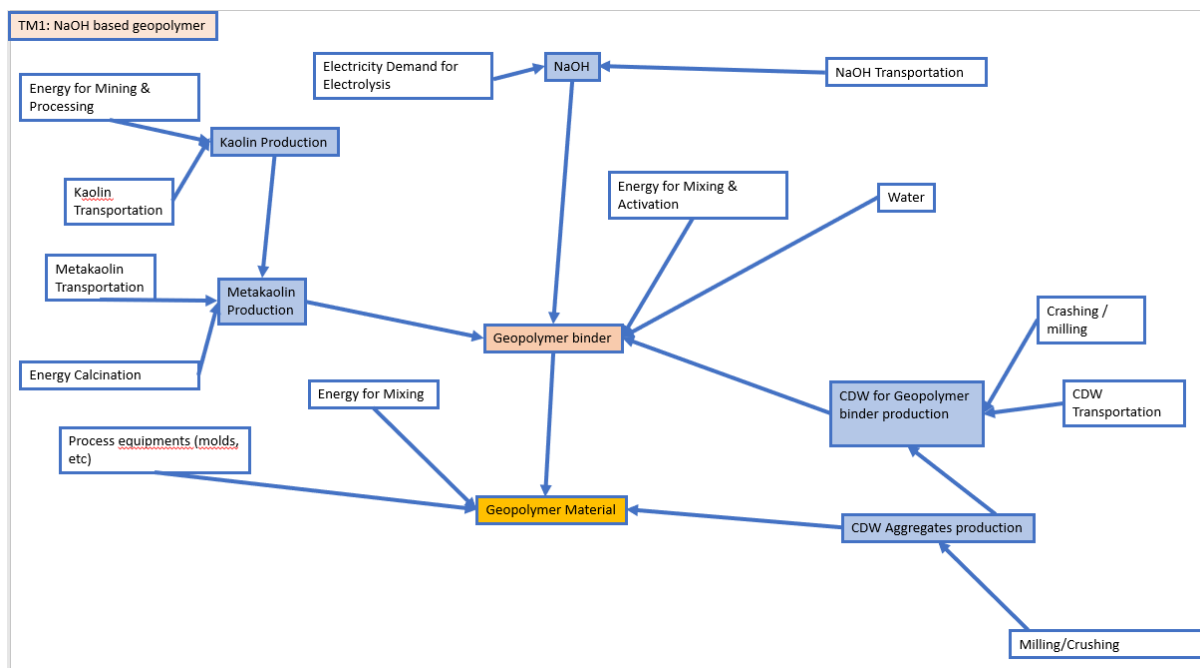 TM1: NaOH based geopolymer
Electricity Demand for
Electrolysis
NaOH
NaOH Transportation
Energy for Mining &
Processing
Kaolin Production
Kaolin
Transportation
Energy for Mixing &
Activation
Water
Metakaolin
Transportation
Metakaolin
Production
Geopolymer binder
Crashing /
milling
Energy Calcination
Energy for Mixing
CDW for Geopolymer
binder production
CDW
Transportation
Process equipments (molds,
etc)
Geopolymer Material
CDW Aggregates production
Milling/Crushing